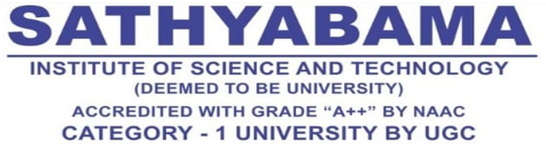 SATHYABAMA
INSTITUTE OF SCIENCE AND TECHNOLOGY
(DEEMED TO BE UNIVERSITY)
ACCREDITED WITH GRADE “A++” BY NAAC
CATEGORY - 1 UNIVERSITY BY UGC